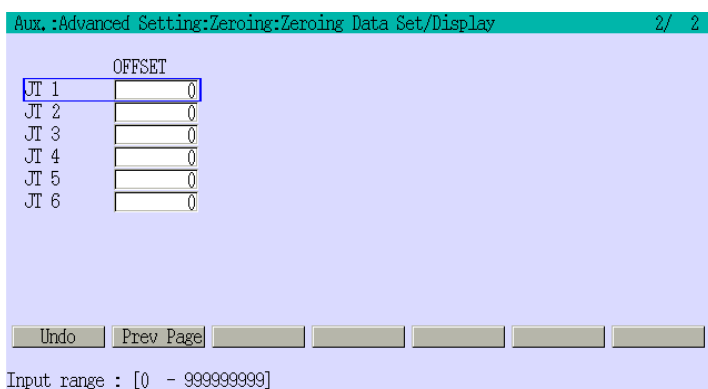 Aux.:Advanced Setting:Zeroing:Zeroing Data Set/Display 2/ 2
OFFSET
JT 1 0
JT 2 0
JT 3 0
JT 4 0
JT 5 0
JT 6 0
Undo Prev Page
Input range : [0 - 999999999]